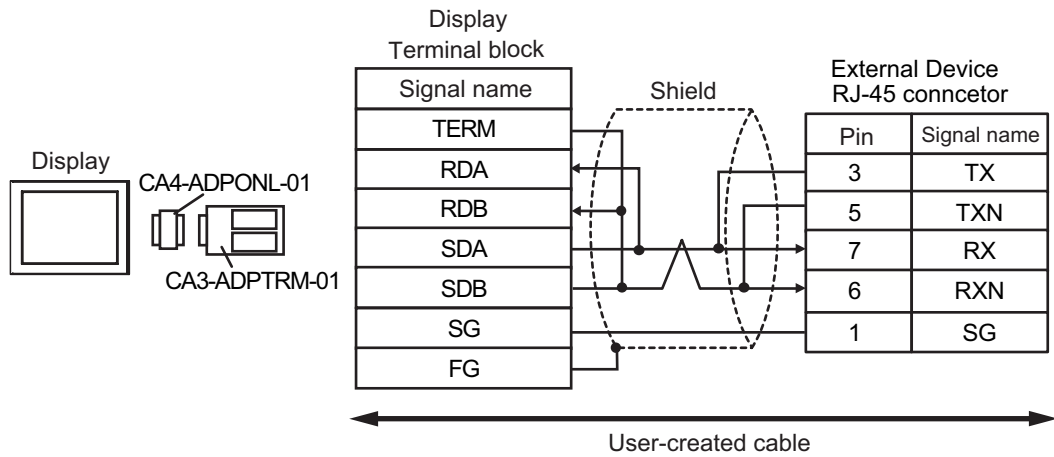 Display
Terminal block
Signal name
TERM
RDA
RDB
SDA
SDB
SG
FG
Display
CA4-ADPONL-01
CA3-ADPTRM-01
Shield
External Device
RJ-45 conncetor
Pin Signal name
3 TX
5 TXN
7 RX
6 RXN
1 SG
User-created cable